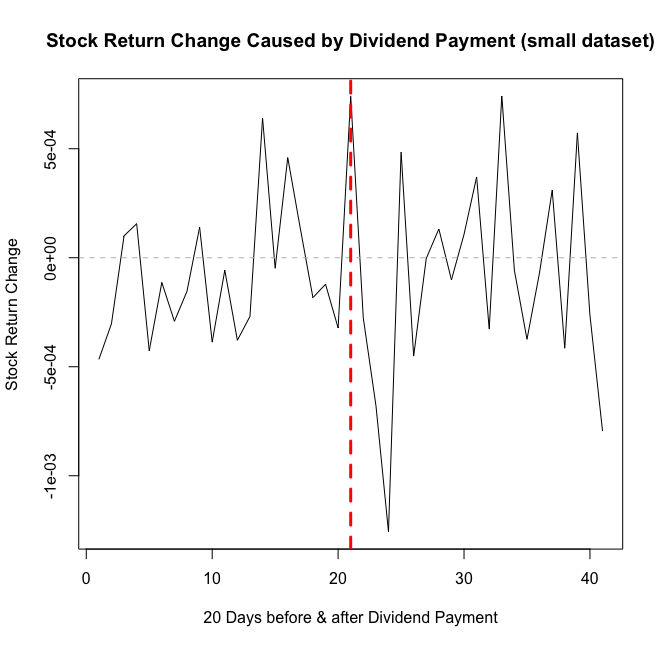 Stock Return Change Caused by Dividend Payment (small dataset)
Stock Return Change
5e-04
0e+00
-5e-04
-1e-03
0 10 20 30 40
20 Days before & after Dividend Payment